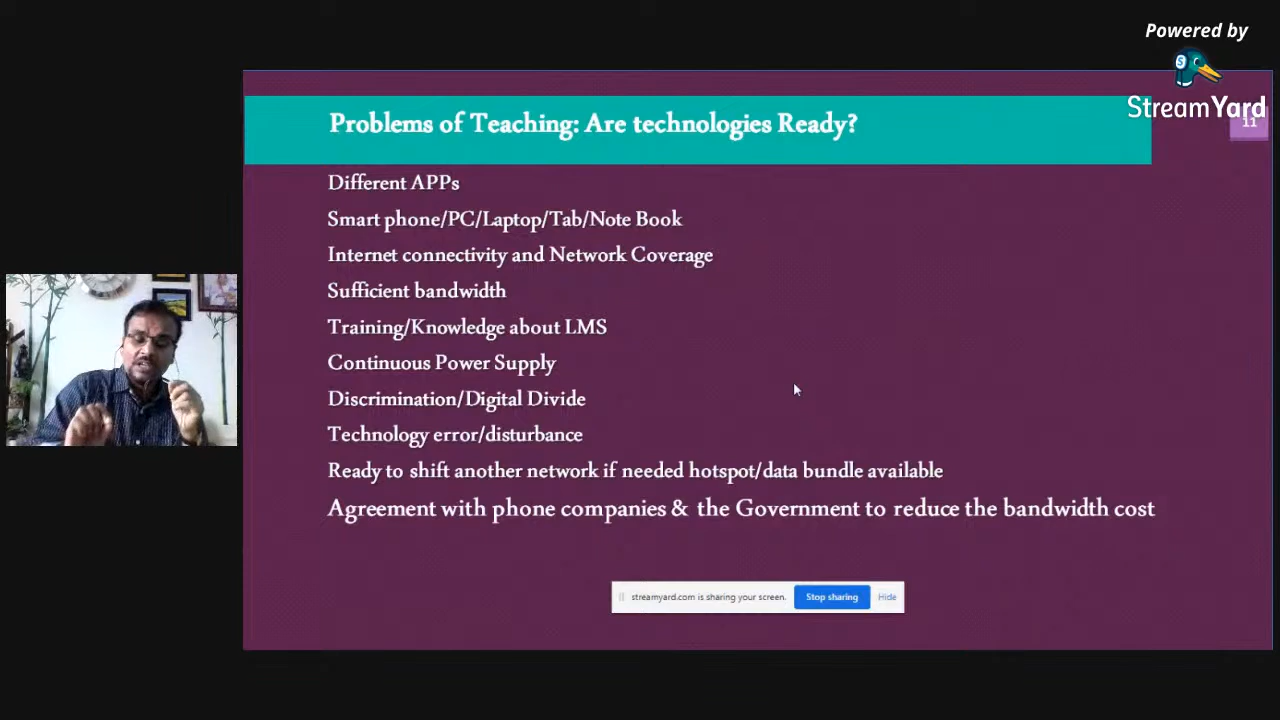 Powered by
StreamYard
11
Problems of Teaching: Are technologies Ready?
Different APPs
Smart phone/PC/Laptop/Tab/Note Book
Internet connectivity and Network Coverage
Sufficient bandwidth
Training/Knowledge about LMS
Continuous Power Supply
Discrimination/Digital Divide
Technology error/disturbance
Ready to shift another network if needed hotspot/data bundle available
Agreement with phone companies & the Government to reduce the bandwidth cost
streamyard.com is sharing your screen. Stop sharing Hide